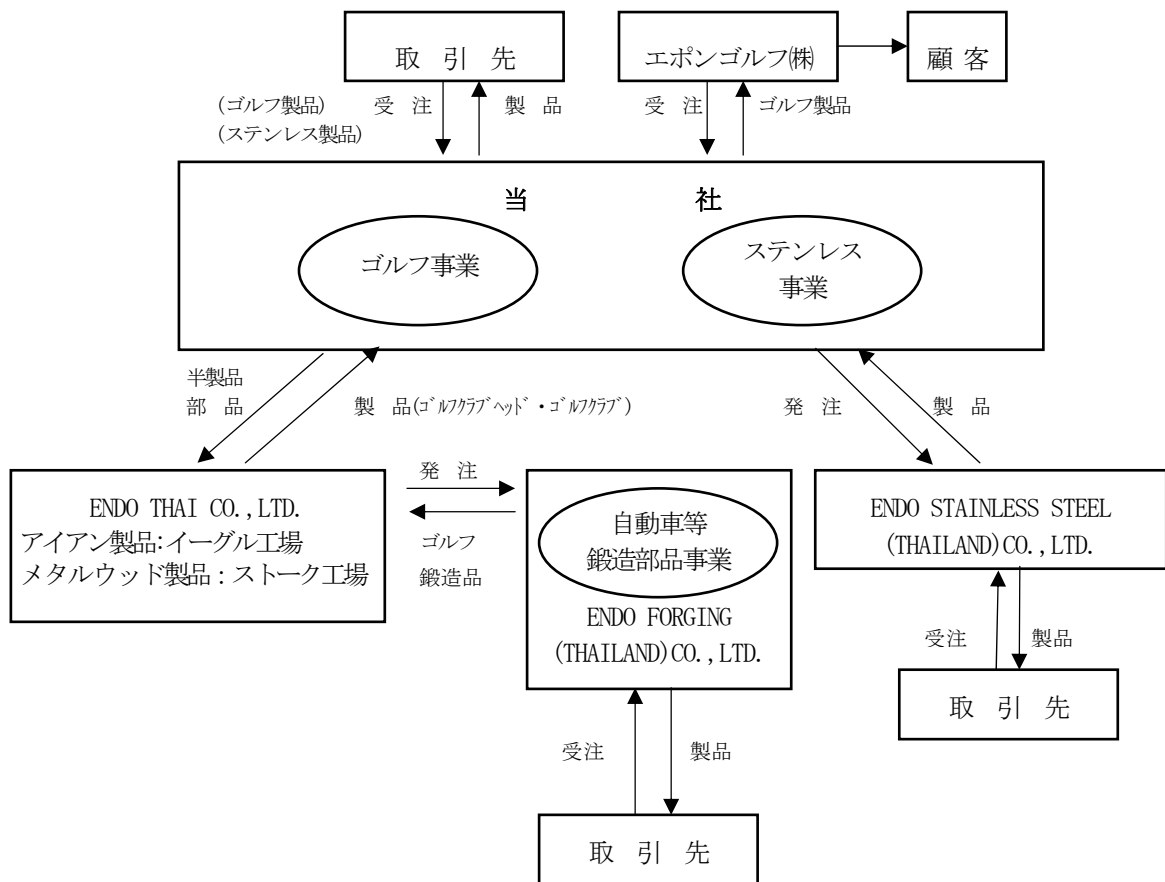 取 引 先
エポンゴルフ㈱
顧 客
(ゴルフ製品)
(ステンレス製品)
受 注
製 品
受 注
ゴルフ製品
当 社
ゴルフ事業
ステンレス
事業
半製品
部 品
製 品(ｺﾞﾙﾌｸﾗﾌﾞﾍｯﾄﾞ・ｺﾞﾙﾌｸﾗﾌﾞ)
発 注
製 品
ENDO THAI CO.,LTD.
アイアン製品:イーグル工場
メタルウッド製品：ストーク工場
発 注
ゴルフ
鍛造品
自動車等
鍛造部品事業
ENDO FORGING
(THAILAND)CO.,LTD.
ENDO STAINLESS STEEL
(THAILAND)CO.,LTD.
受注
製品
取 引 先
受注
製品
取 引 先